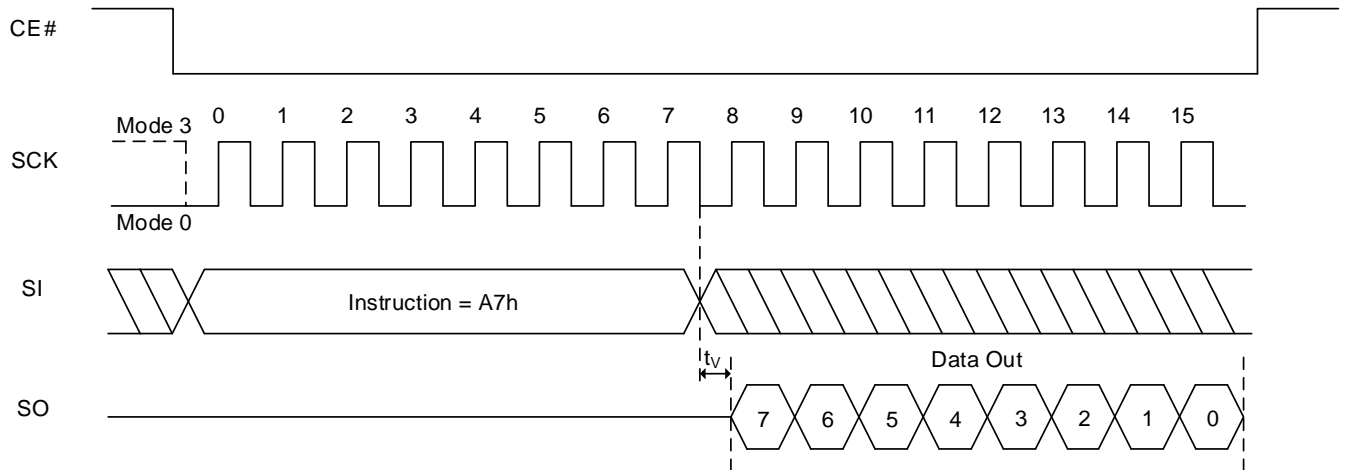 CE#
Mode 3 0 1 2 3 4 5 6 7 8 9 10 11 12 13 14 15
SCK
Mode 0
SI Instruction = A7h
tV Data Out
SO 7 6 5 4 3 2 1 0